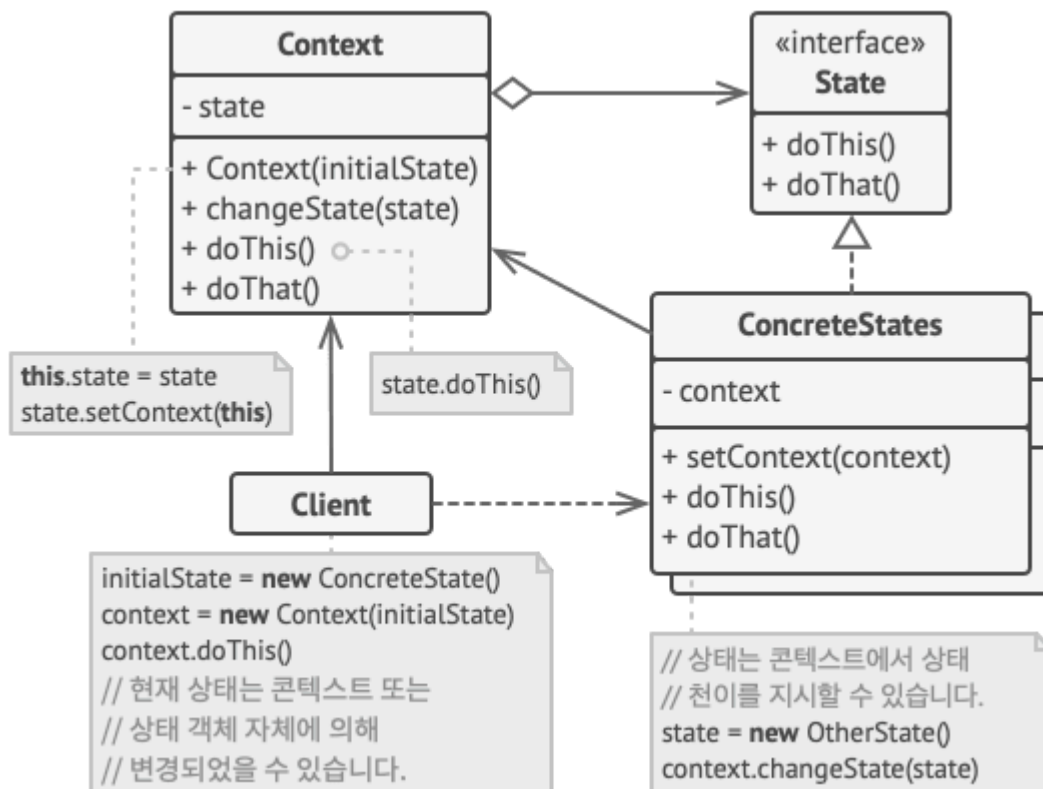 Context
- state
+ Context(initialState)
+ changeState(state)
+ doThis()
+ doThat()
«interface»
State
+ doThis()
+ doThat()
this.state = state
state.setContext(this)
state.doThis()
ConcreteStates
- context
+ setContext(context)
+ doThis()
+ doThat()
Client
initialState = new ConcreteState()
context = new Context(initialState)
context.doThis()
// 현재 상태는 콘텍스트 또는
// 상태 객체 자체에 의해
// 변경되었을 수 있습니다.
// 상태는 콘텍스트에서 상태
// 천이를 지시할 수 있습니다.
state = new OtherState()
context.changeState(state)